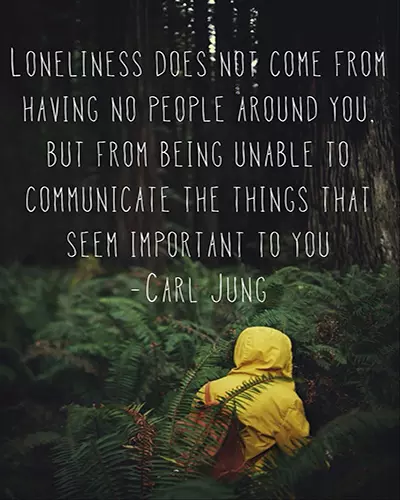 Loneliness does not come from
having no people around you,
but from being unable to
communicate the things that
seem important to you
-Carl Jung